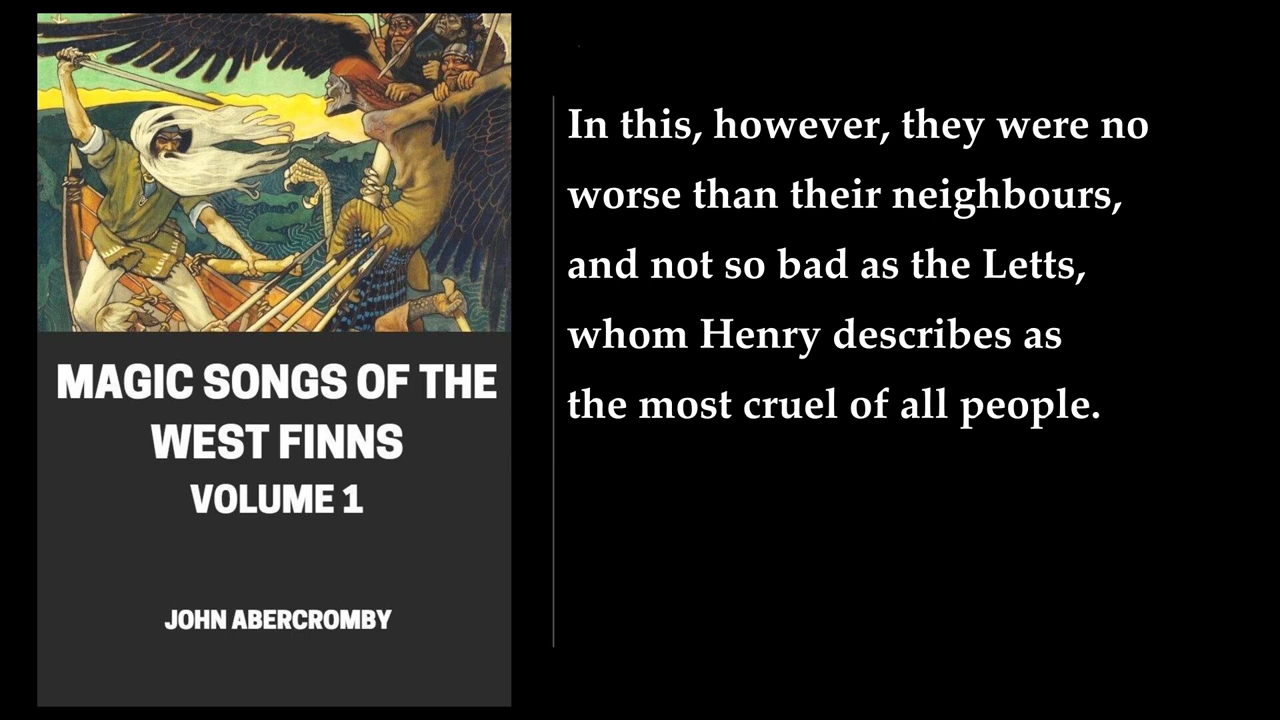 MAGIC SONGS OF THE
WEST FINNS
VOLUME 1
JOHN ABERCROMBY
In this, however, they were no
worse than their neighbours,
and not so bad as the Letts,
whom Henry describes as
the most cruel of all people.